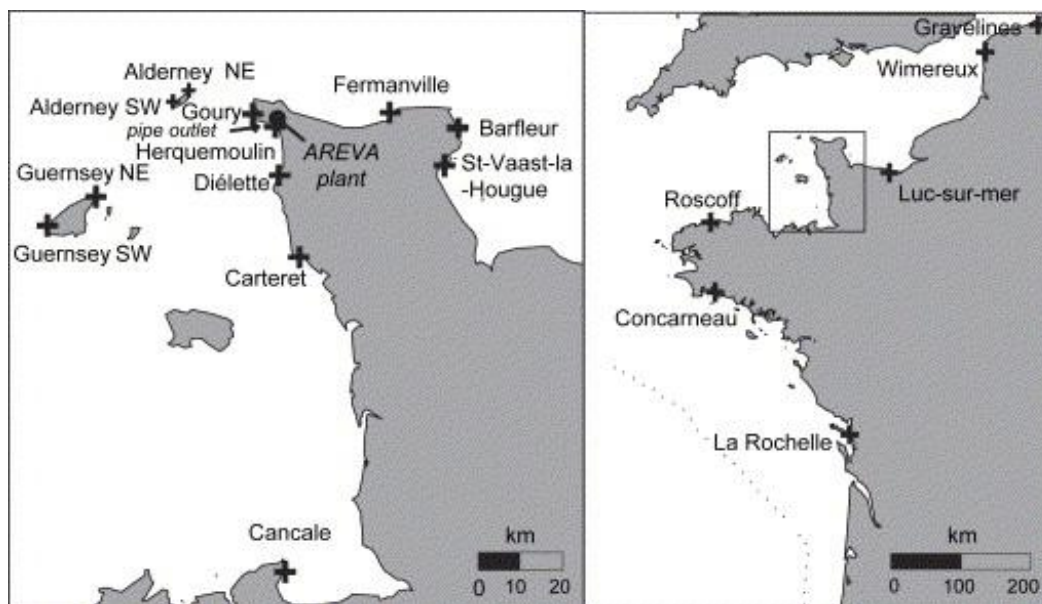 Alderney NE
Alderney SW
Goury
pipe outlet
Herquemoulin
AREVA
plant
Fermanville
Barfleur
St-Vaast-la
-Hougue
Guernsey NE
Diélette
Guernsey SW
Carteret
Cancale
km
0 10 20
Gravelines
Wimereux
Luc-sur-mer
Roscoff
Concarneau
La Rochelle
km
0 100 200